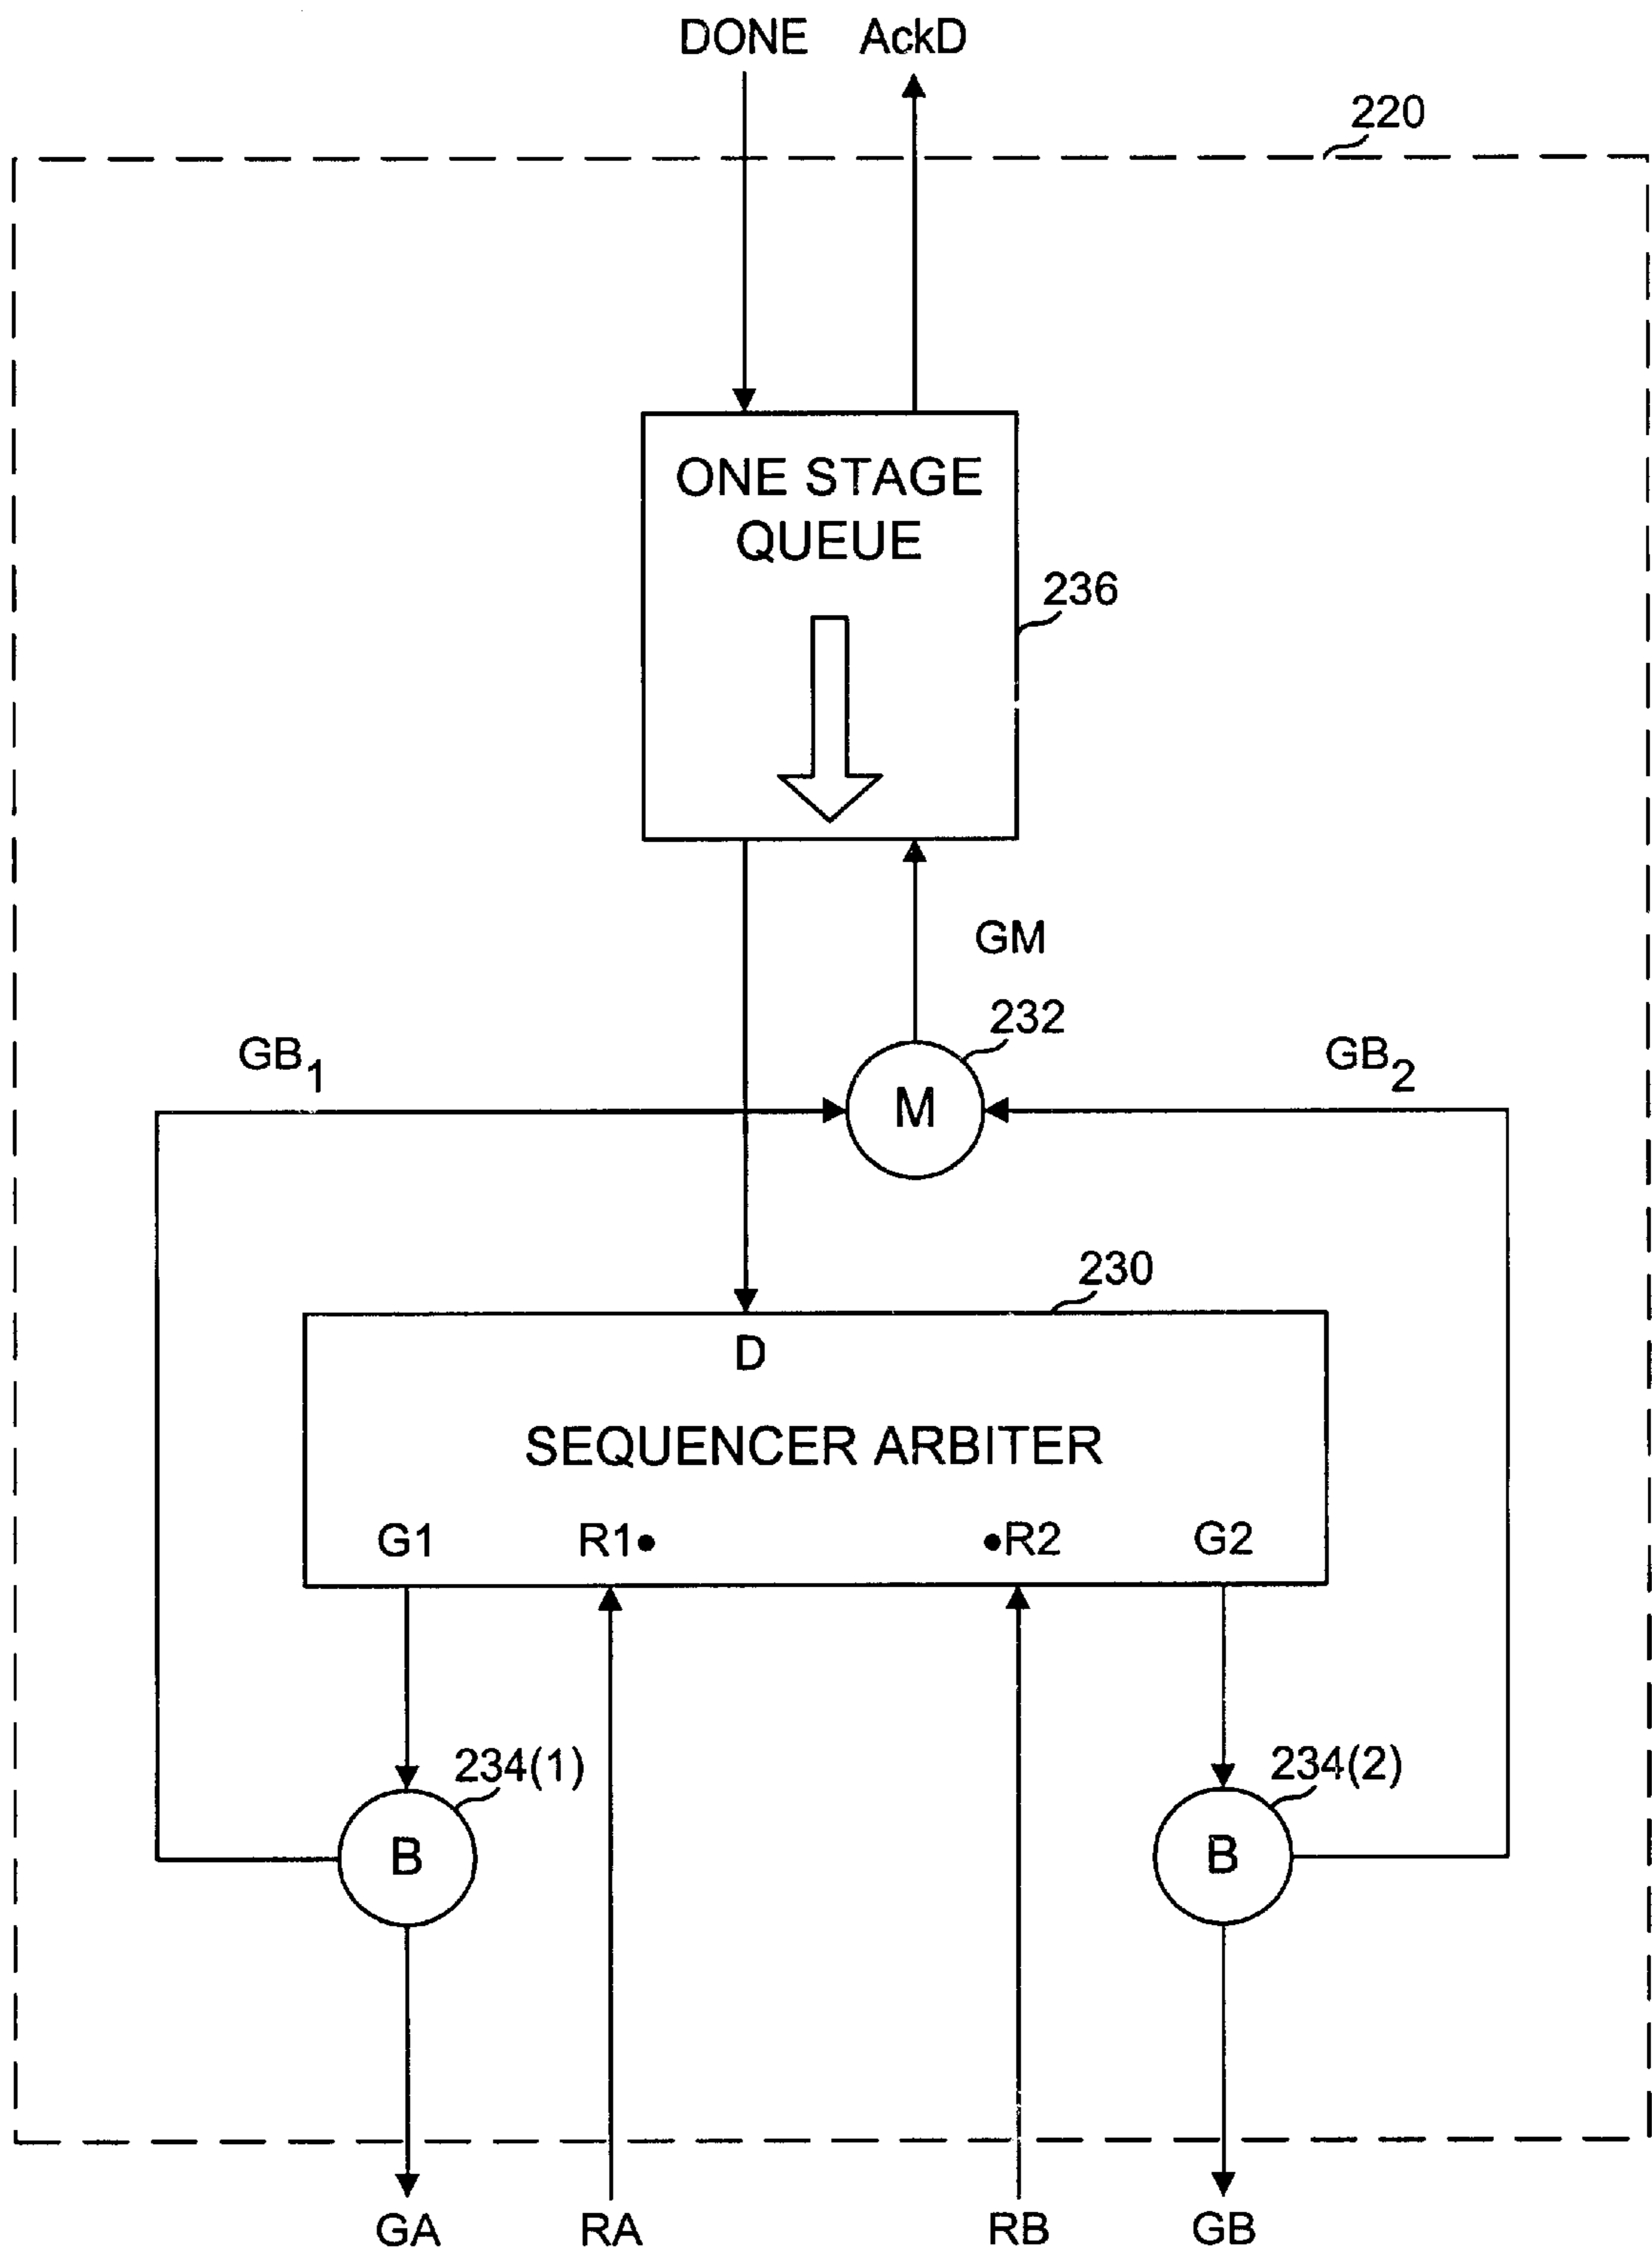 DONE AckD
220
ONE STAGE
QUEUE
236
GM
232
GB1 GB2
M
230
D
SEQUENCER ARBITER
G1 R1• •R2 G2
234(1) 234(2)
B B
GA RA RB GB